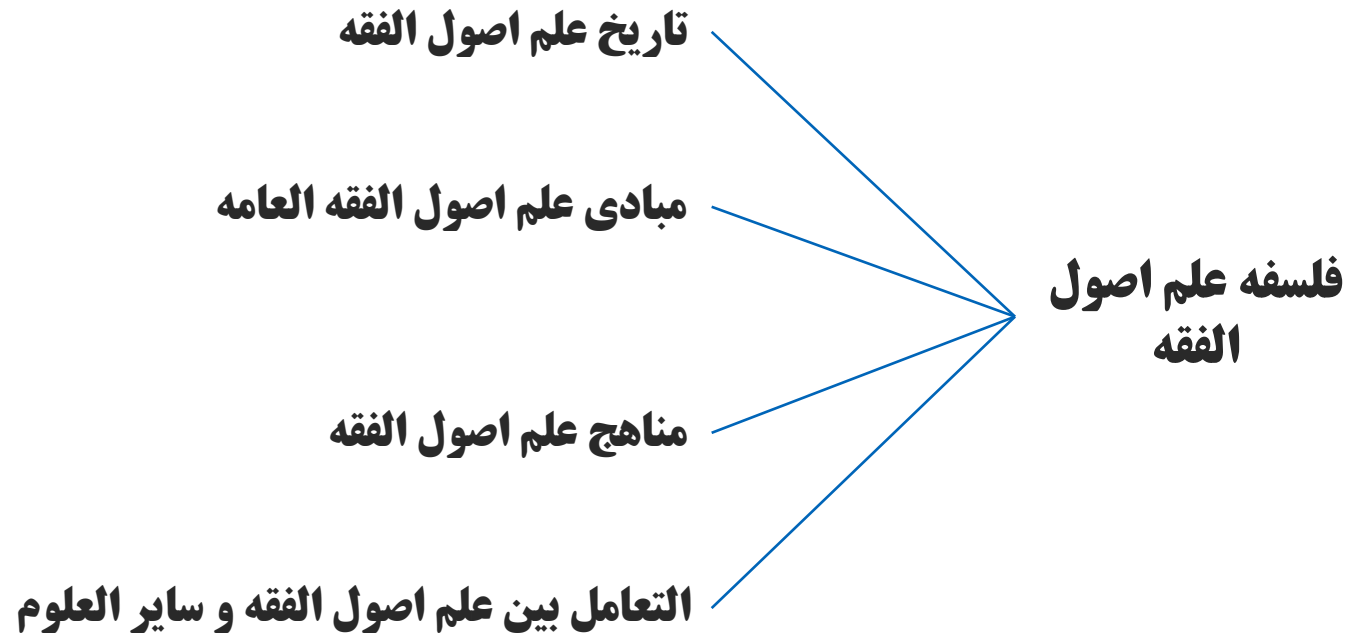 فلسفه علم اصول
الفقه
تاریخ علم اصول الفقه
مبادی علم اصول الفقه العامه
مناهج علم اصول الفقه
التعامل بین علم اصول الفقه و سایر العلوم